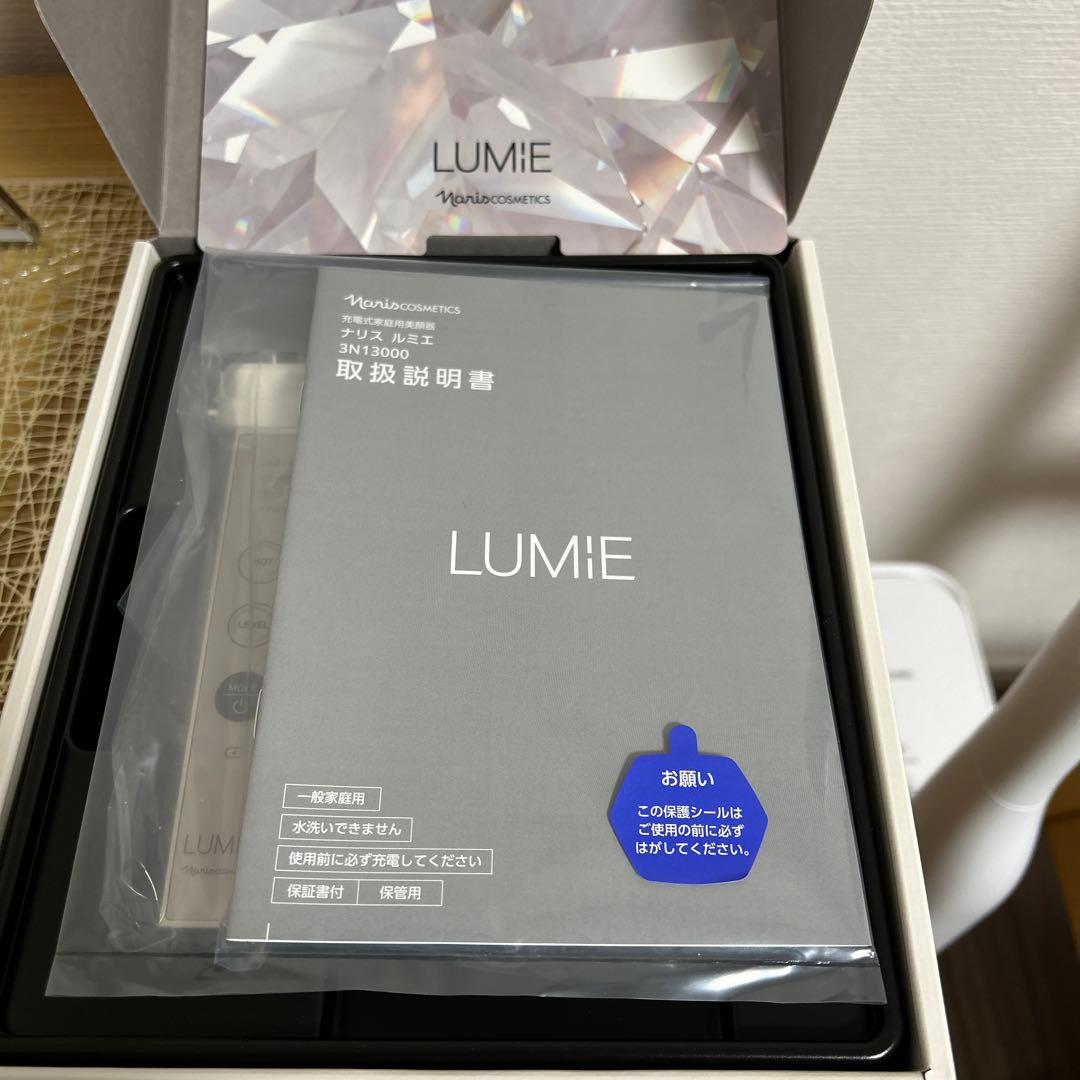 LUMIE
Naris COSMETICS
Naris COSMETICS
充電式家庭用美顔器
ナリス ルミエ
3N13000
取扱説明書
LUMIE
一般家庭用
水洗いできません
使用前に必ず充電してください
保証書付 保管用
お願い
この保護シールは
ご使用の前に必ず
はがしてください。
LEVEL